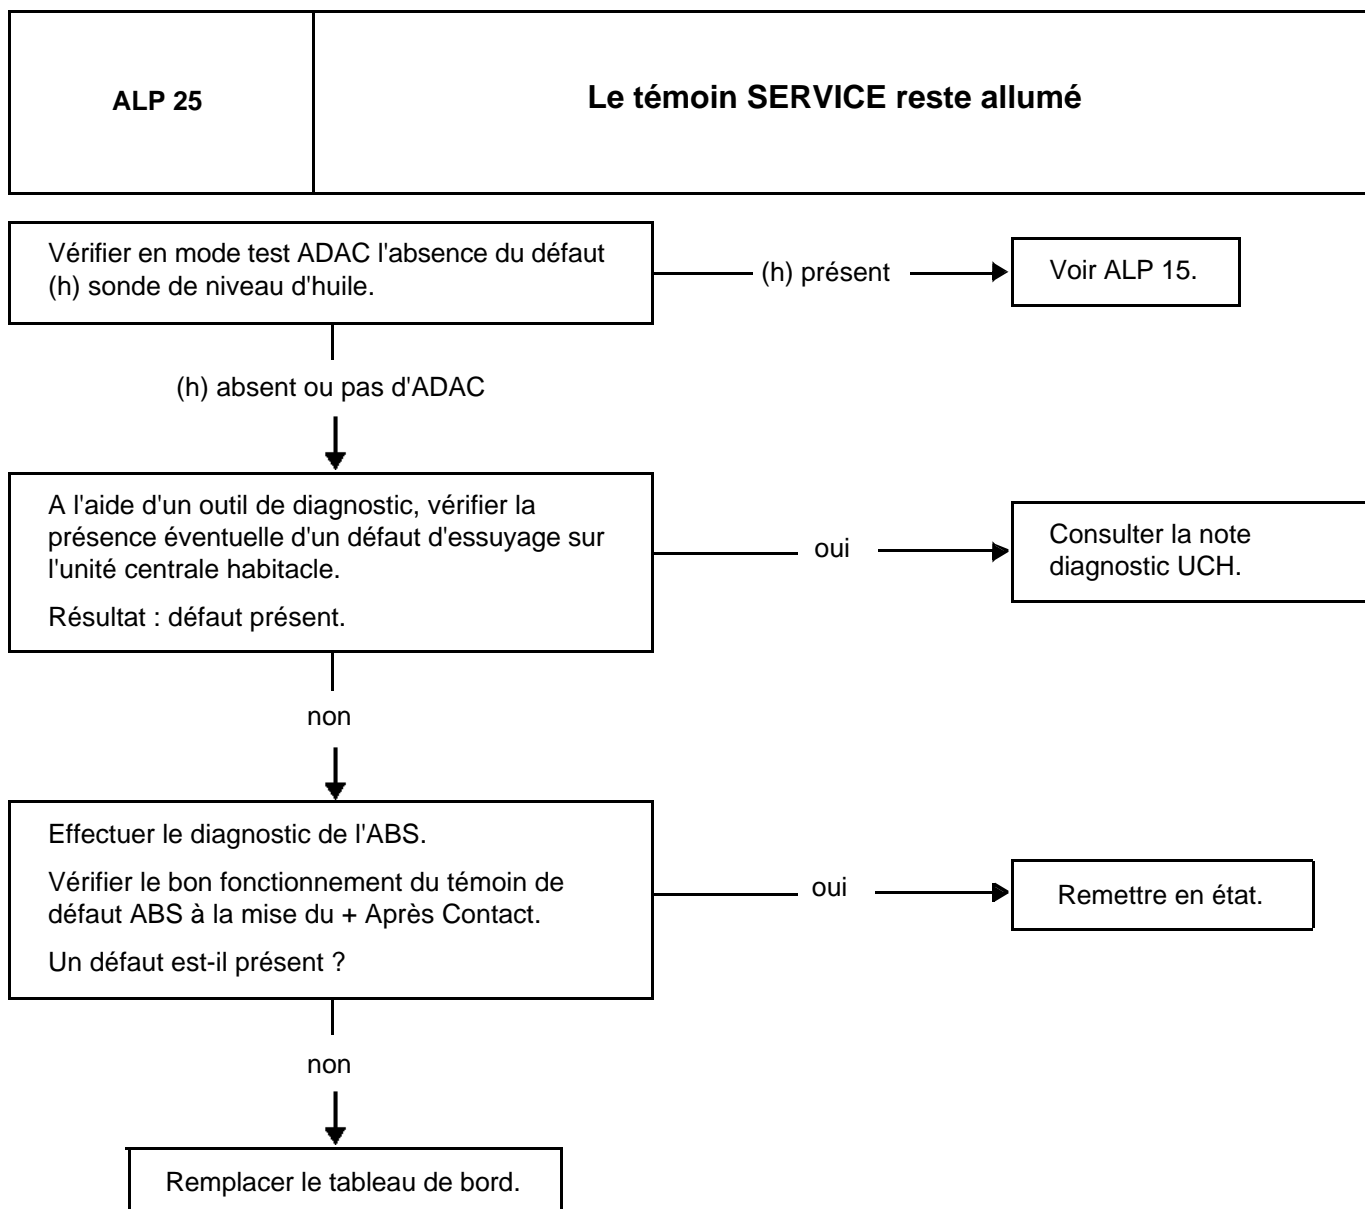 ALP 25
Le témoin SERVICE reste allumé
Vérifier en mode test ADAC l'absence du défaut
(h) sonde de niveau d'huile.
(h) présent
Voir ALP 15.
(h) absent ou pas d'ADAC
A l'aide d'un outil de diagnostic, vérifier la
présence éventuelle d'un défaut d'essuyage sur
l'unité centrale habitacle.
Résultat : défaut présent.
oui
Consulter la note
diagnostic UCH.
non
Effectuer le diagnostic de l'ABS.
Vérifier le bon fonctionnement du témoin de
défaut ABS à la mise du + Après Contact.
Un défaut est-il présent ?
oui
Remettre en état.
non
Remplacer le tableau de bord.